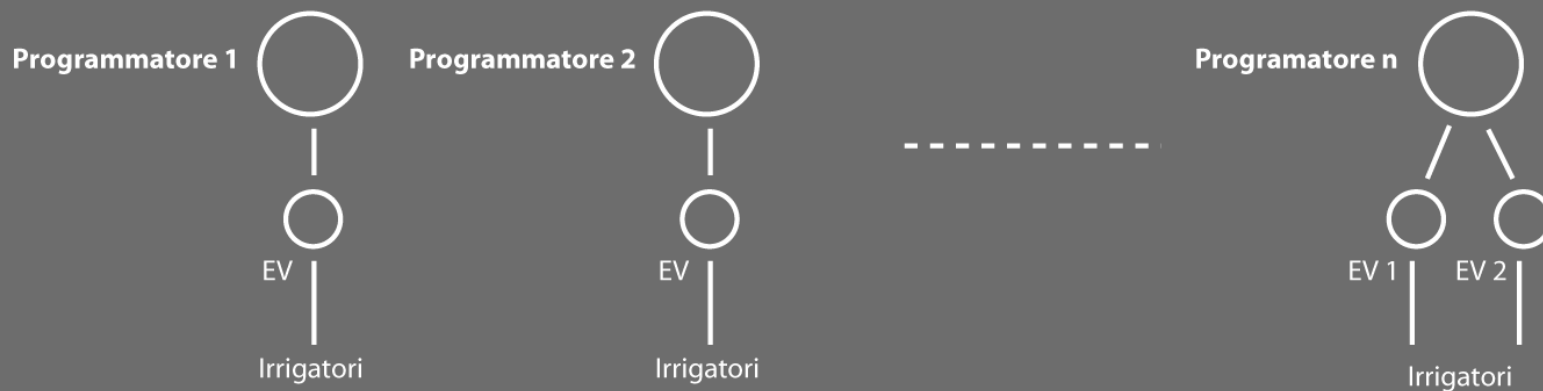 Programmatore 1
Programmatore 2
Programatore n
EV
EV
EV 1
EV 2
Irrigatori
Irrigatori
Irrigatori